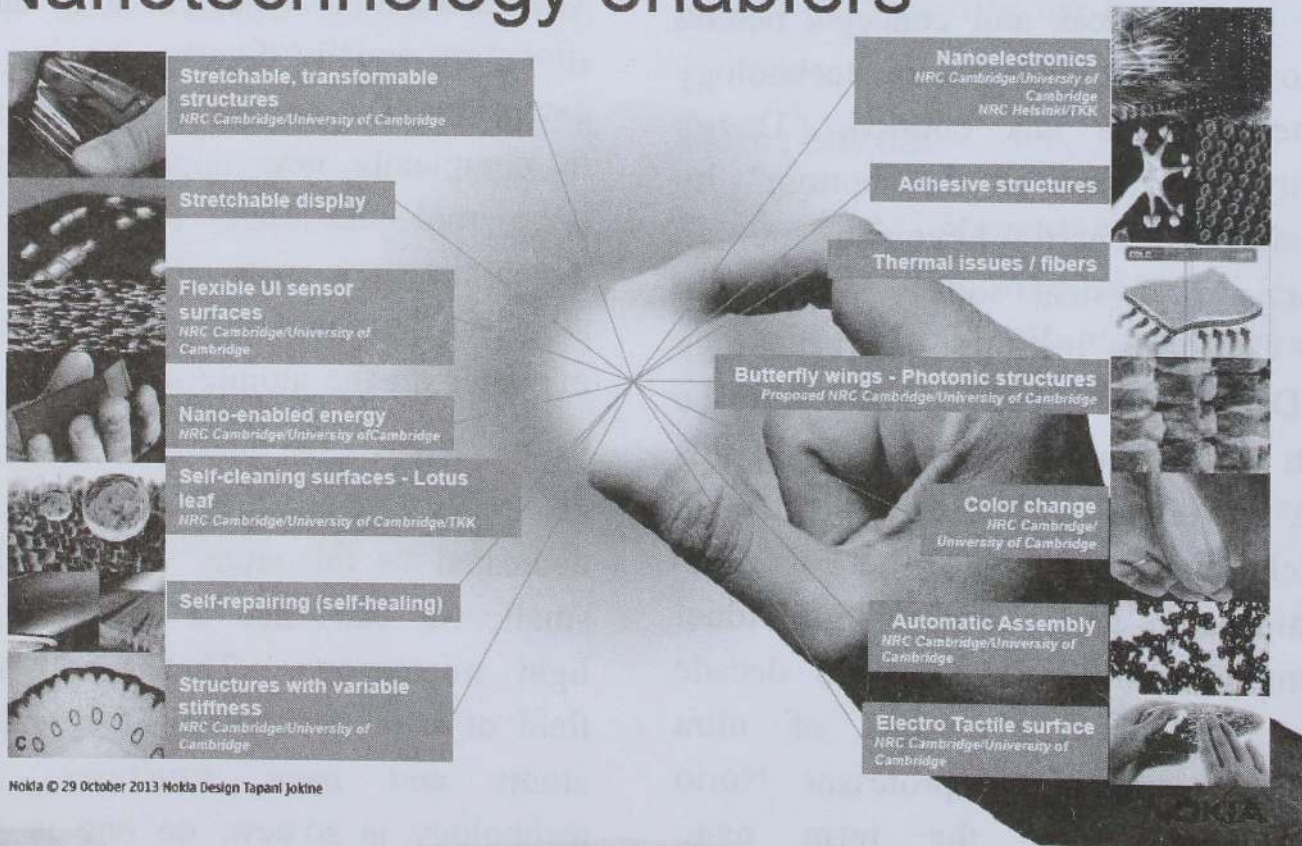 Nanotechnology enablers
Stretchable, transformable
structures
NRC Cambridge/University of Cambridge
Stretchable display
Flexible UI sensor
surfaces
NRC Cambridge/University of
Cambridge
Nano-enabled energy
NRC Cambridge/University ofCambridge
Self-cleaning surfaces - Lotus
leaf
NRC Cambridge/University of Cambridge/TKK
Self-repairing (self-healing)
Structures with variable
stiffness
NRC Cambridge/University of
Cambridge
C
Nokia © 29 October 2013 Nokia Design Tapani Jokine
Nanoelectronics
NRC Cambridge/University of
Cambridge
NRC Helsinki/TKK
Adhesive structures
Thermal issues / fibers
COLD
Butterfly wings - Photonic structures
Proposed NRC Cambridge/University of Cambridge
Color change
NRC Cambridge/
University of Cambridge
Automatic Assembly
NRC Cambridge/University of
Cambridge
Electro Tactile surface
NRC Cambridge/University of
Cambridge
NOKIA